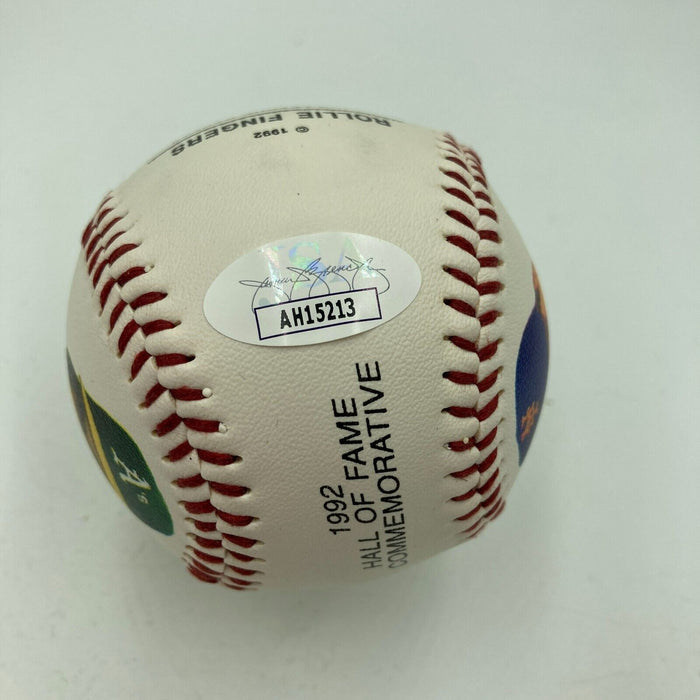 ROLLIE FINGERS
© 1992
AH15213
1992
HALL OF FAME
COMMEMORATIVE